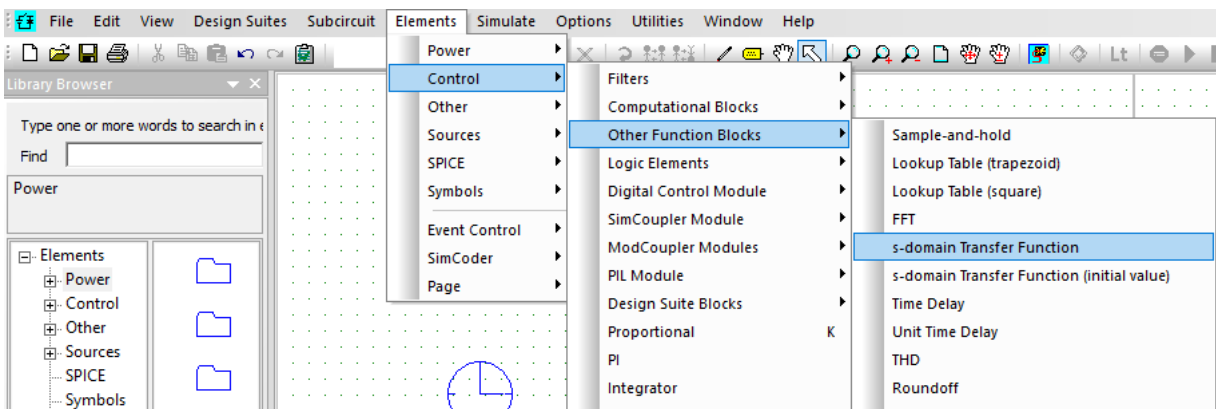 File Edit View Design Suites Subcircuit Elements Simulate Options Utilities Window Help
Lt
Library Browser
Type one or more words to search in e
Find
Power
Elements
Power
Control
Other
Sources
SPICE
Symbols
Power
Control
Other
Sources
SPICE
Symbols
Event Control
SimCoder
Page
Filters
Computational Blocks
Other Function Blocks
Logic Elements
Digital Control Module
SimCoupler Module
ModCoupler Modules
PIL Module
Design Suite Blocks
Proportional K
PI
Integrator
Sample-and-hold
Lookup Table (trapezoid)
Lookup Table (square)
FFT
s-domain Transfer Function
s-domain Transfer Function (initial value)
Time Delay
Unit Time Delay
THD
Roundoff